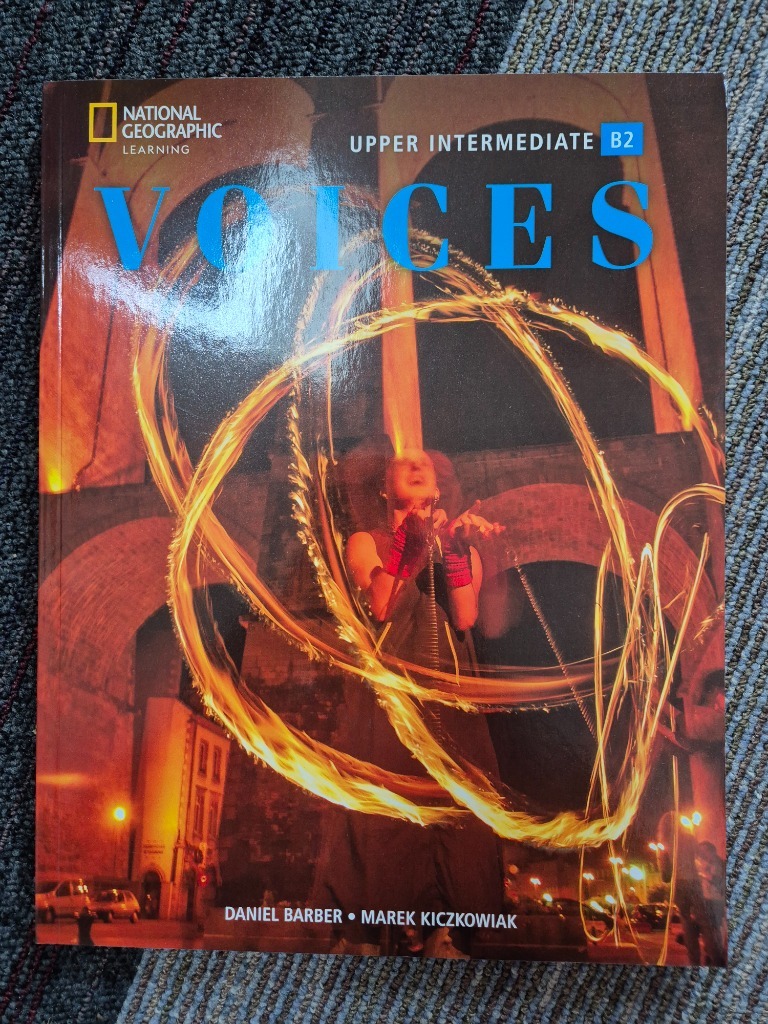 NATIONAL
GEOGRAPHIC
LEARNING
UPPER INTERMEDIATE B2
VOICES
DANIEL BARBER • MAREK KICZKOWIAK